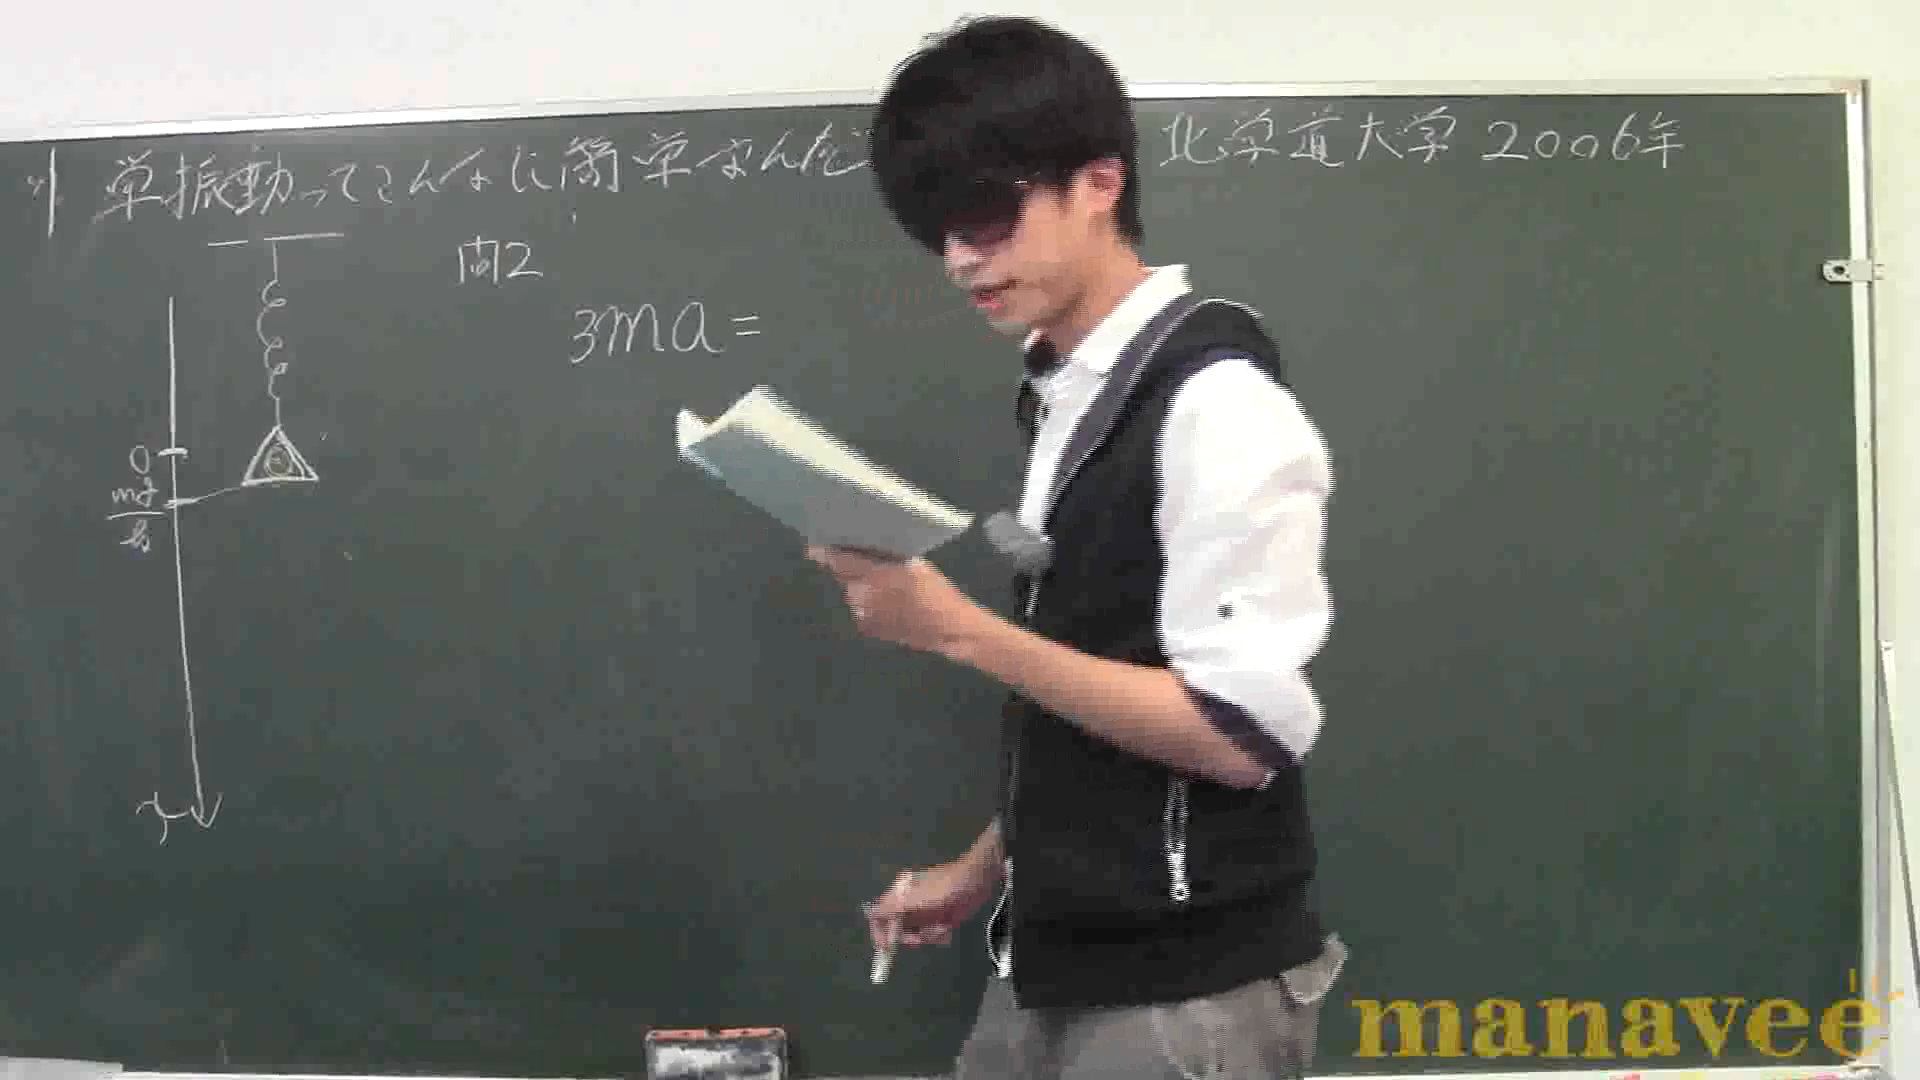 単振動ってこんなに簡単なんだ
北学道大学 2006年
問2
3ma=
0
mg
k
x
manavee